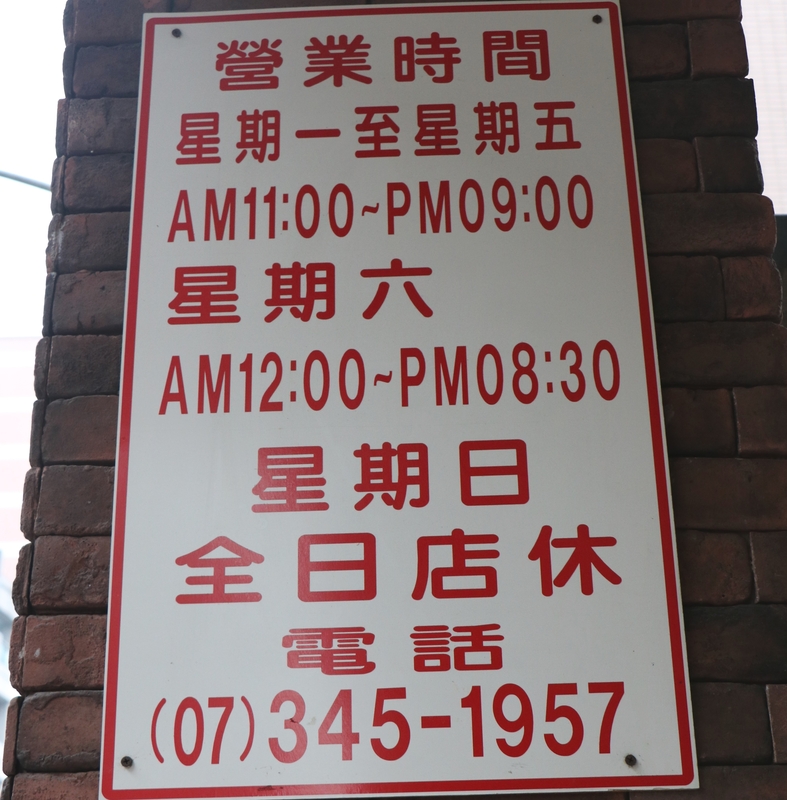 營業時間
星期一至星期五
AM11:00~PM09:00
星期六
AM12:00~PM08:30
星期日
全日店休
電話
(07)345-1957